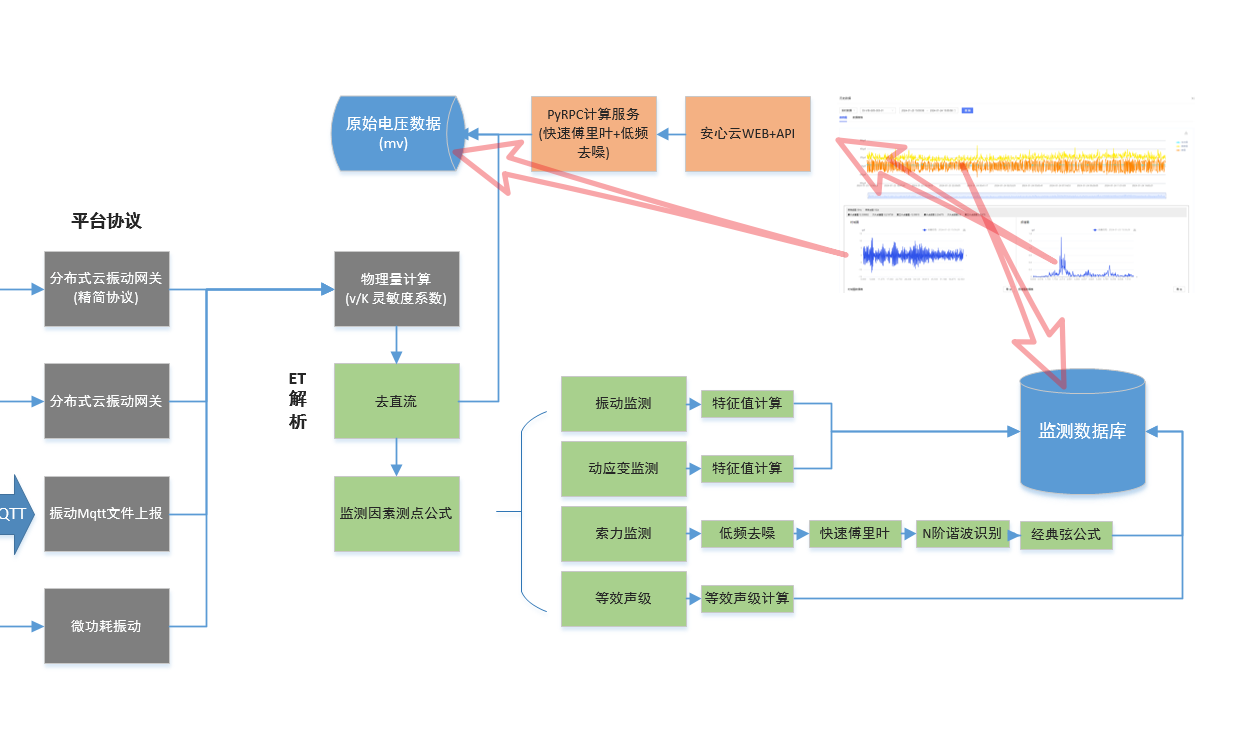 原始电压数据
(mv)
PyRPC计算服务
(快速傅里叶+低频
去噪)
安心云WEB+API
平台协议
分布式云振动网关
(精简协议)
物理量计算
(v/K 灵敏度系数)
ET
解
析
分布式云振动网关
去直流
振动监测
特征值计算
监测数据库
动应变监测
特征值计算
QTT
振动Mqtt文件上报
监测因素测点公式
索力监测
低频去噪
快速傅里叶
N阶谐波识别
经典弦公式
等效声级
等效声级计算
微功耗振动